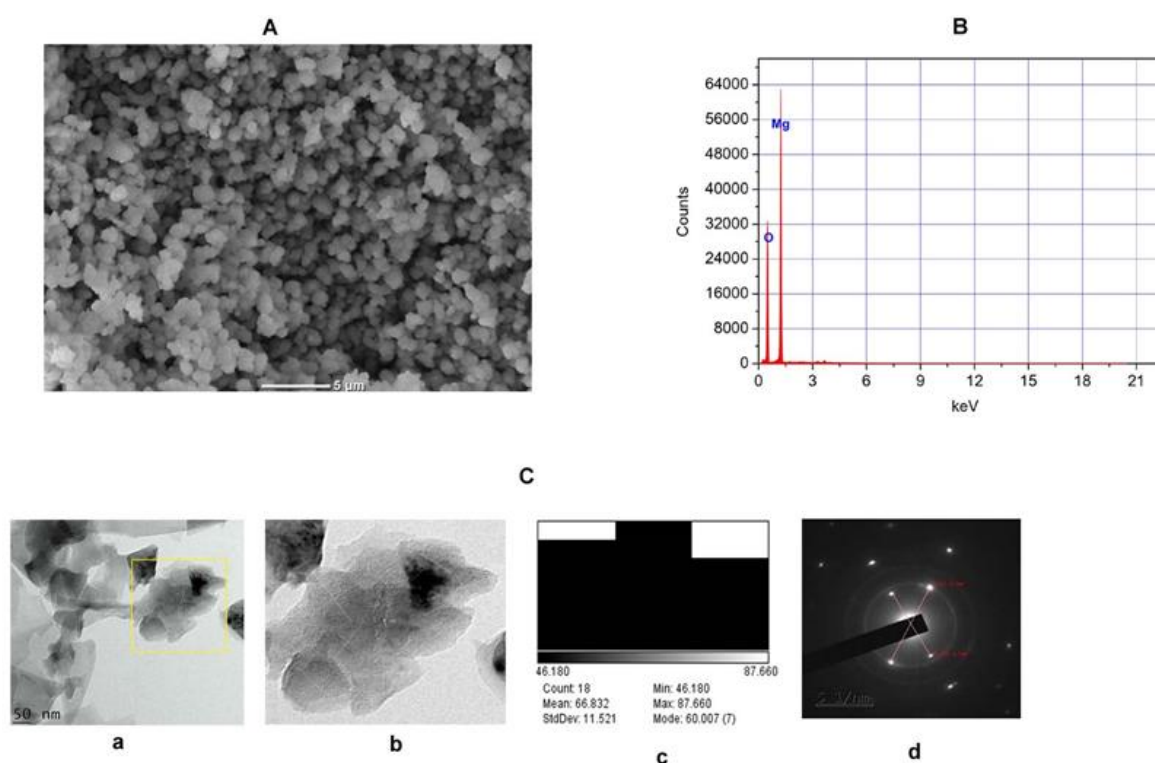 A
5 µm
B
Counts
64000
56000
48000
40000
32000
24000
16000
8000
0
Mg
O
0 3 6 9 12 15 18 21
keV
C
50 nm
a
b
46.180 87.660
Count: 18 Min: 46.180
Mean: 66.832 Max: 87.660
StdDev: 11.521 Mode: 60.007 (7)
c
d